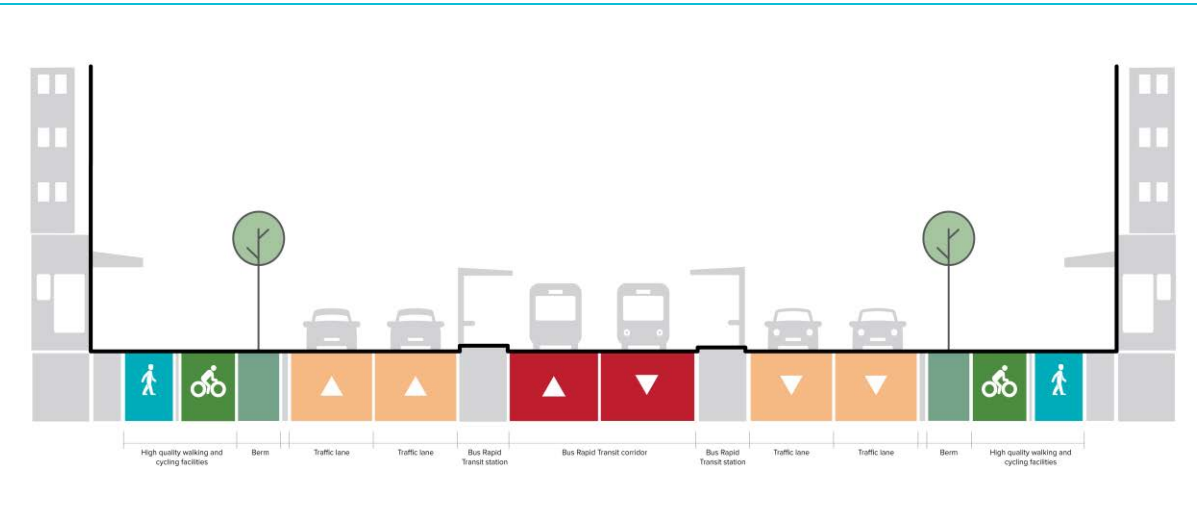 High quality walking and
cycling facilities
Berm
Traffic lane
Traffic lane
Bus Rapid
Transit station
Bus Rapid Transit corridor
Bus Rapid
Transit station
Traffic lane
Traffic lane
Berm
High quality walking and
cycling facilities